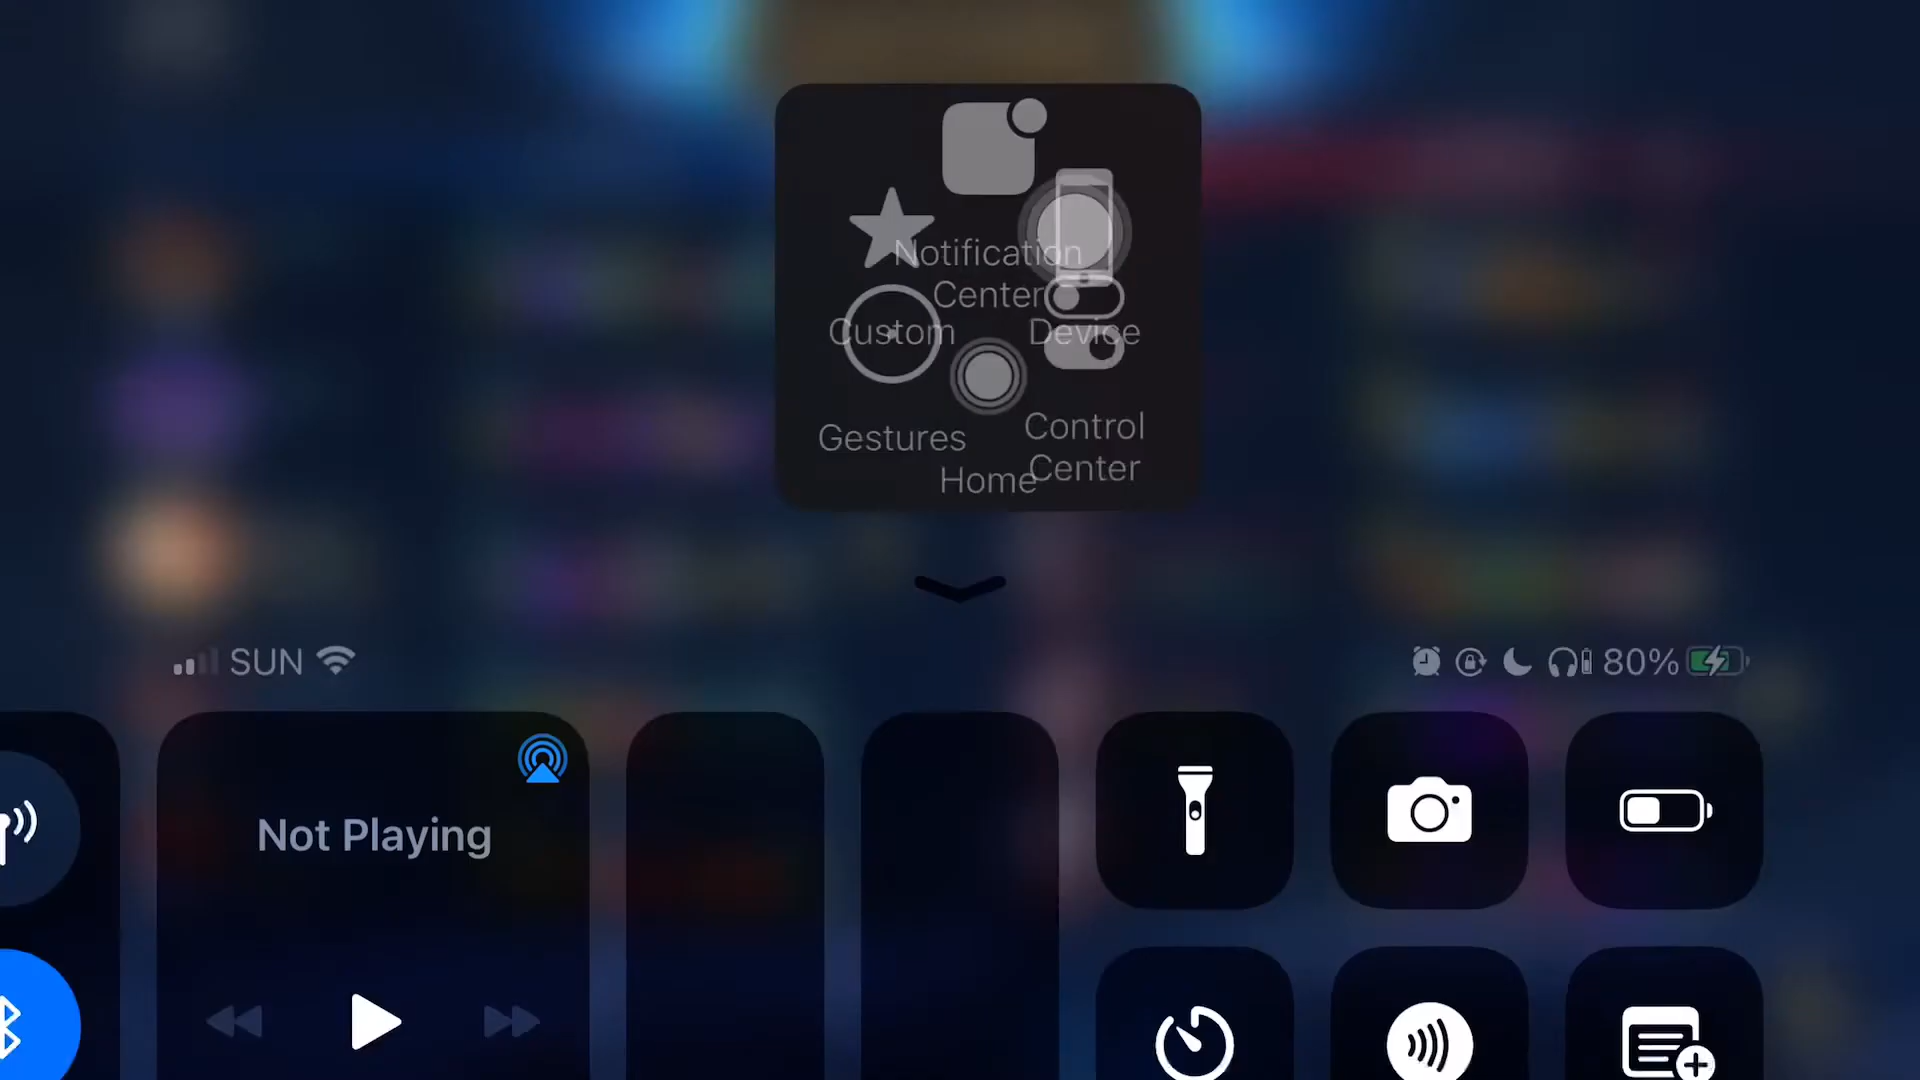 Notification
Center
Custom
Device
Gestures
Control
Center
Home
SUN
80%
Not Playing